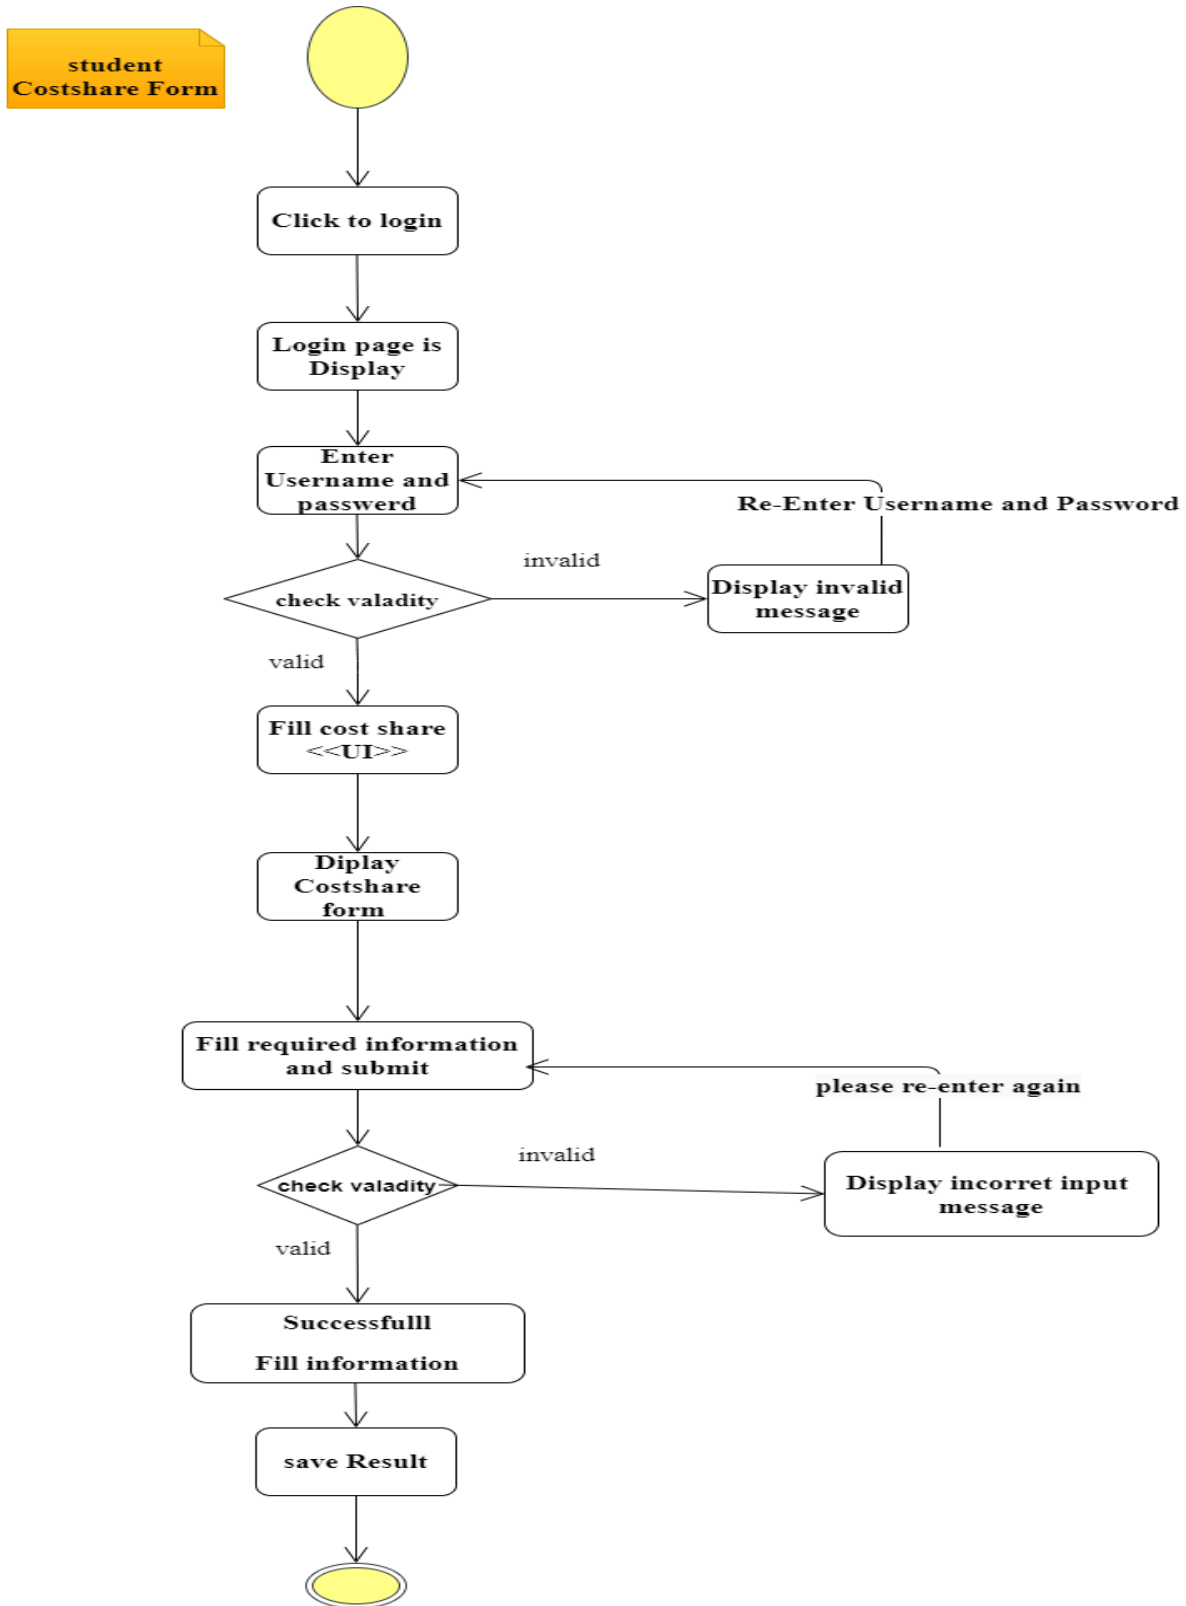 student
Costshare Form
Click to login
Login page is
Display
Enter
Username and
passwerd
Re-Enter Username and Password
invalid
check valadity
Display invalid
message
valid
Fill cost share
<<UI>>
Diplay
Costshare
form
Fill required information
and submit
please re-enter again
invalid
check valadity
Display incorret input
message
valid
Successfulll
Fill information
save Result